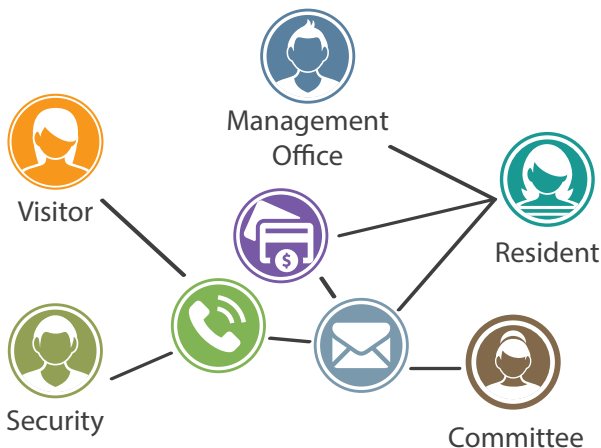 Management
Office
Visitor
Resident
$
Security
Committee